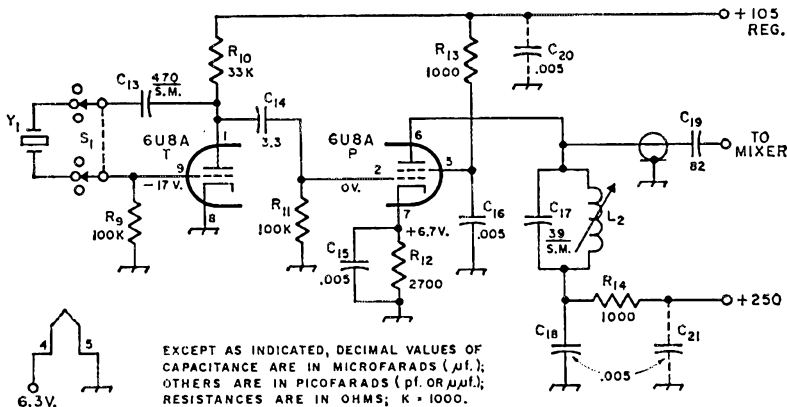 +105
REG.
R10
33K
R13
1000
C20
.005
C13
470
S.M.
C14
3.3
Y1
S1
6U8A
T
1
9
-17 V.
8
R9
100K
R11
100K
6U8A
P
6
2
0V.
5
7
+6.7V.
C15
.005
R12
2700
C16
.005
C19
82
TO
MIXER
C17
39
S.M.
L2
R14
1000
+250
C18
.005
C21
4
5
6.3V.
EXCEPT AS INDICATED, DECIMAL VALUES OF
CAPACITANCE ARE IN MICROFARADS (µf.);
OTHERS ARE IN PICOFARADS (pf. OR µµf.);
RESISTANCES ARE IN OHMS; K = 1000.